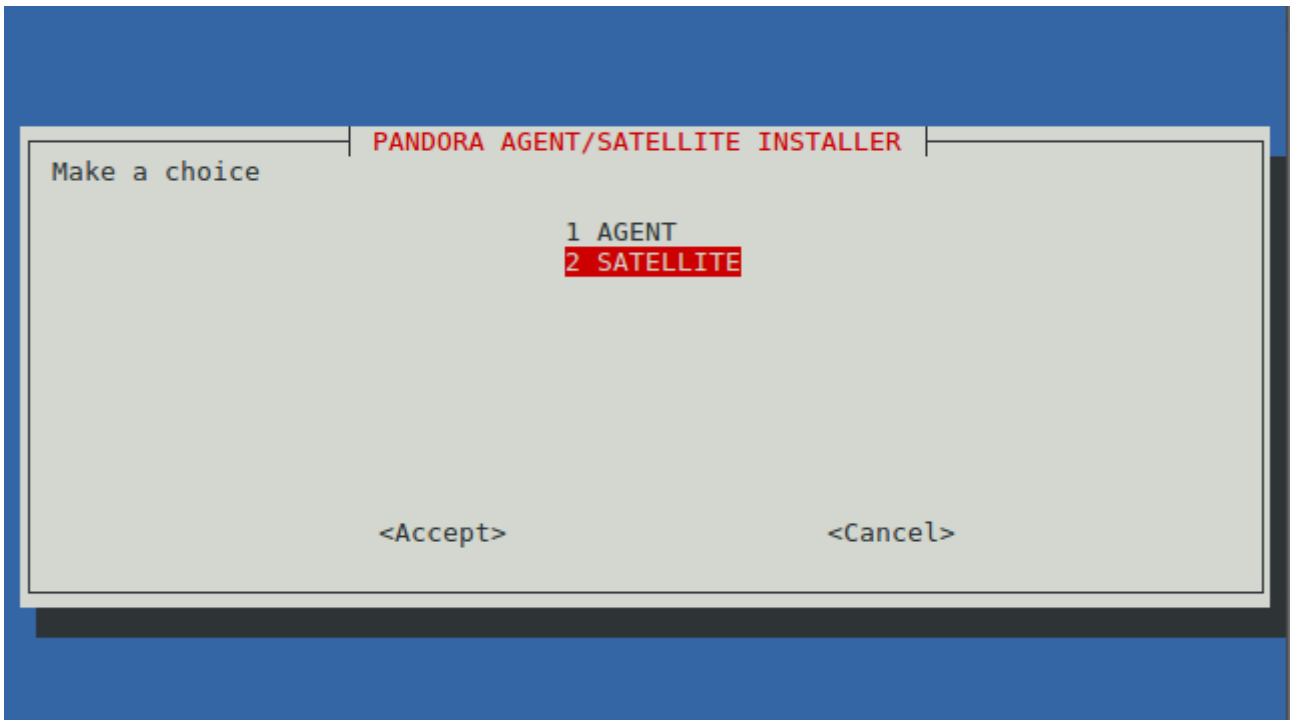 PANDORA AGENT/SATELLITE INSTALLER
Make a choice
1 AGENT
2 SATELLITE
<Accept> <Cancel>